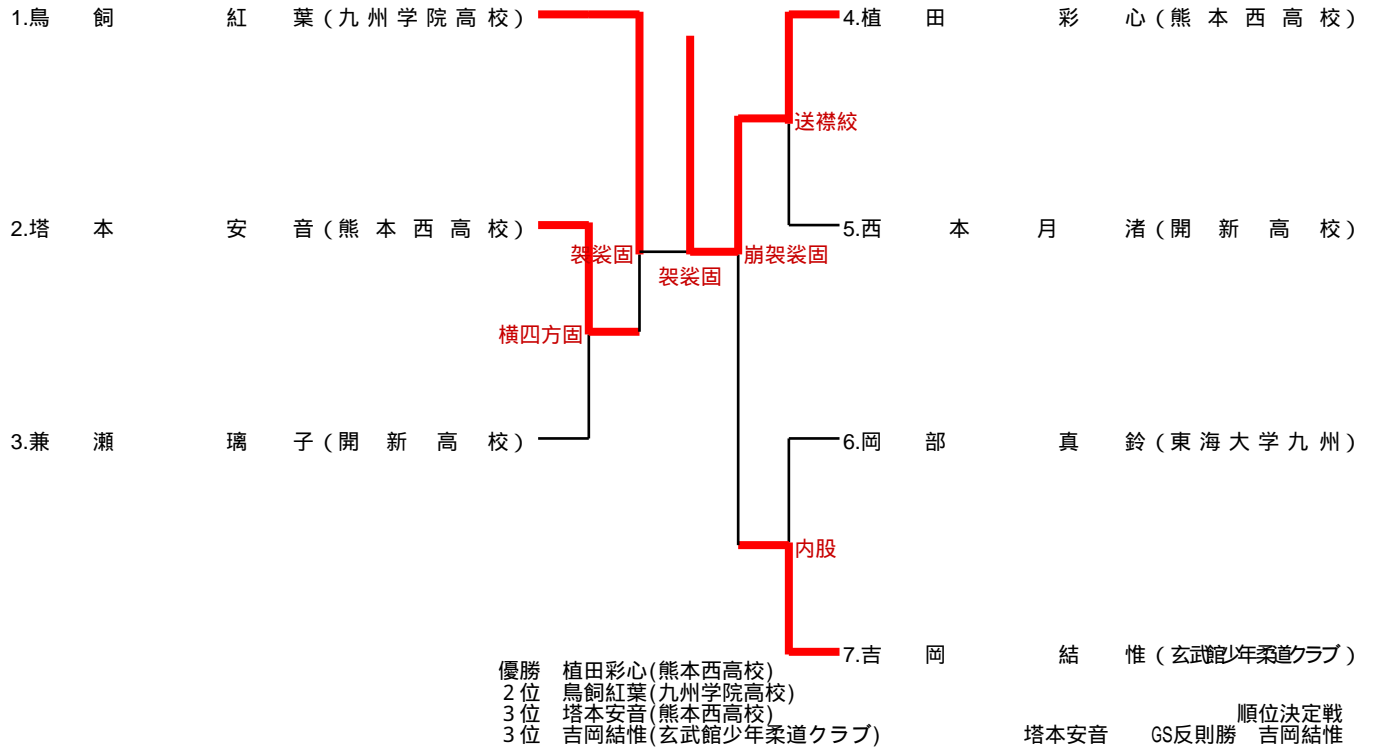 1.鳥飼紅葉(九州学院高校)
4.植田彩心(熊本西高校)
送襟絞
2.塔本安音(熊本西高校)
5.西本月渚(開新高校)
袈裟固
崩袈裟固
袈裟固
横四方固
3.兼瀬璃子(開新高校)
6.岡部真鈴(東海大学九州)
内股
7.吉岡結惟(玄武館少年柔道クラブ)
優勝 植田彩心(熊本西高校)
2位 鳥飼紅葉(九州学院高校)
3位 塔本安音(熊本西高校)
順位決定戦
3位 吉岡結惟(玄武館少年柔道クラブ)
塔本安音 GS反則勝 吉岡結惟